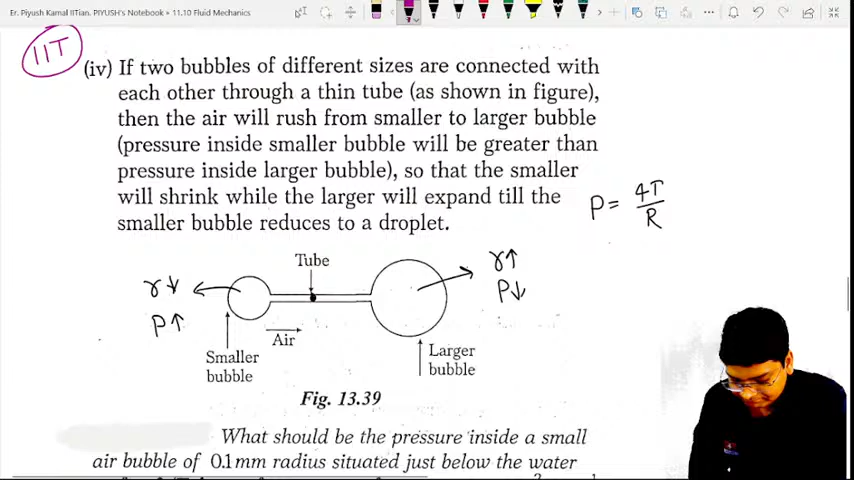 Er. Piyush Kamal IITian. PIYUSH's Notebook » 11.10 Fluid Mechanics
IIT
(iv) If two bubbles of different sizes are connected with
each other through a thin tube (as shown in figure),
then the air will rush from smaller to larger bubble
(pressure inside smaller bubble will be greater than
pressure inside larger bubble), so that the smaller
will shrink while the larger will expand till the
smaller bubble reduces to a droplet.
P = 4T/R
Tube
r↓
P↑
r↑
P↓
Air
Smaller
bubble
Larger
bubble
Fig. 13.39
What should be the pressure inside a small
air bubble of 0.1mm radius situated just below the water